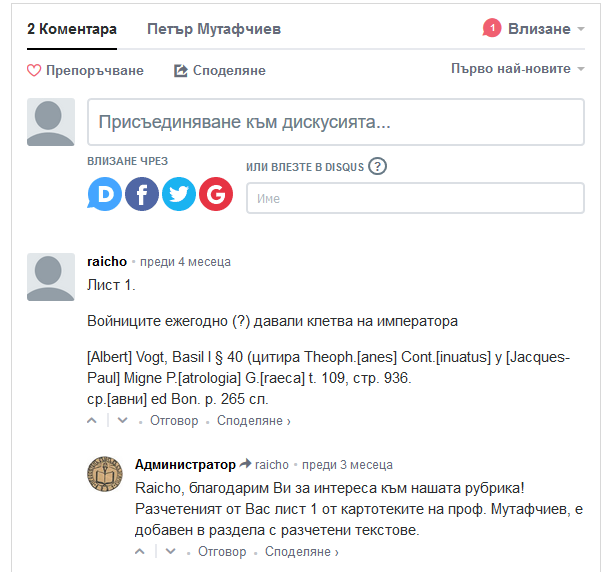 2 Коментара Петър Мутафчиев 1 Влизане
Препоръчване Споделяне Първо най-новите
Присъединяване към дискусията...
ВЛИЗАНЕ ЧРЕЗ ИЛИ ВЛЕЗТЕ В DISQUS ?
D f G Име
raicho • преди 4 месеца
Лист 1.
Войниците ежегодно (?) давали клетва на императора
[Albert] Vogt, Basil I § 40 (цитира Theoph.[anes] Cont.[inuatus] у [Jacques-
Paul] Migne P.[atrologia] G.[raeca] t. 109, стр. 936.
ср.[авни] ed Bon. p. 265 сл.
• Отговор • Споделяне ›
Администратор raicho • преди 3 месеца
Raicho, благодарим Ви за интереса към нашата рубрика!
Разчетеният от Вас лист 1 от картотеките на проф. Мутафчиев, е
добавен в раздела с разчетени текстове.
• Отговор • Споделяне ›